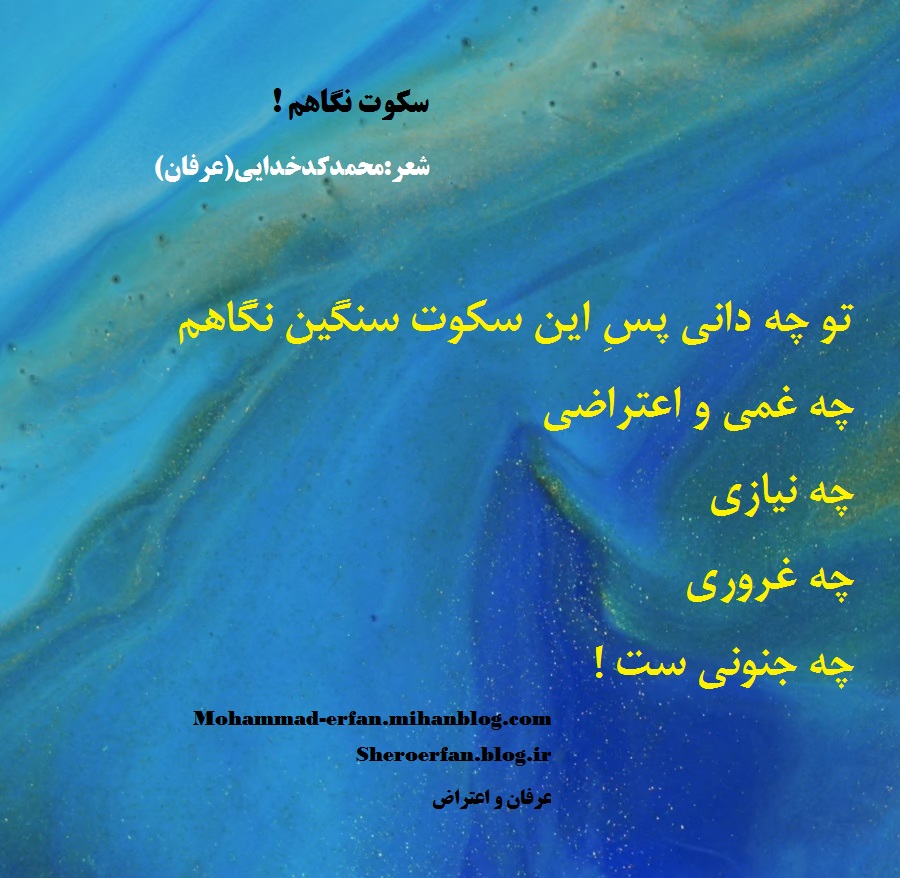 سکوت نگاهم !
شعر:محمدکدخدایی(عرفان)
تو چه دانی پسِ این سکوت سنگین نگاهم
چه غمی و اعتراضی
چه نیازی
چه غروری
چه جنونی ست !
Mohammad-erfan.mihanblog.com
Sheroerfan.blog.ir
عرفان و اعتراض